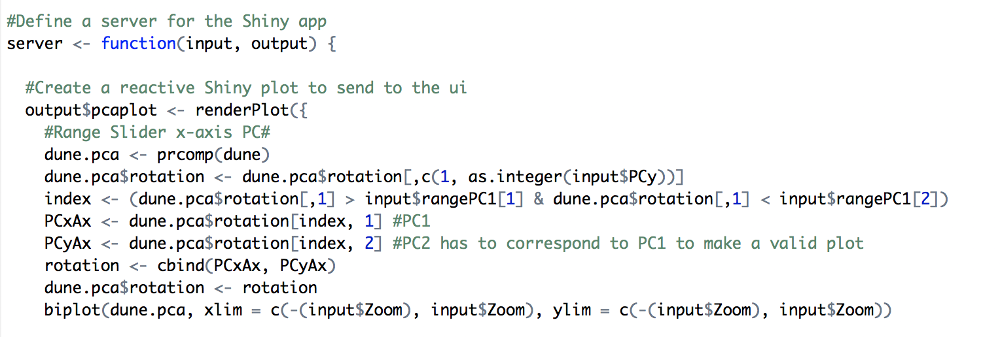 #Define a server for the Shiny app
server <- function(input, output) {
#Create a reactive Shiny plot to send to the ui
output$pcaplot <- renderPlot({
#Range Slider x-axis PC#
dune.pca <- prcomp(dune)
dune.pca$rotation <- dune.pca$rotation[,c(1, as.integer(input$PCy))]
index <- (dune.pca$rotation[,1] > input$rangePC1[1] & dune.pca$rotation[,1] < input$rangePC1[2])
PCxAx <- dune.pca$rotation[index, 1] #PC1
PCyAx <- dune.pca$rotation[index, 2] #PC2 has to correspond to PC1 to make a valid plot
rotation <- cbind(PCxAx, PCyAx)
dune.pca$rotation <- rotation
biplot(dune.pca, xlim = c(-(input$Zoom), input$Zoom), ylim = c(-(input$Zoom), input$Zoom))